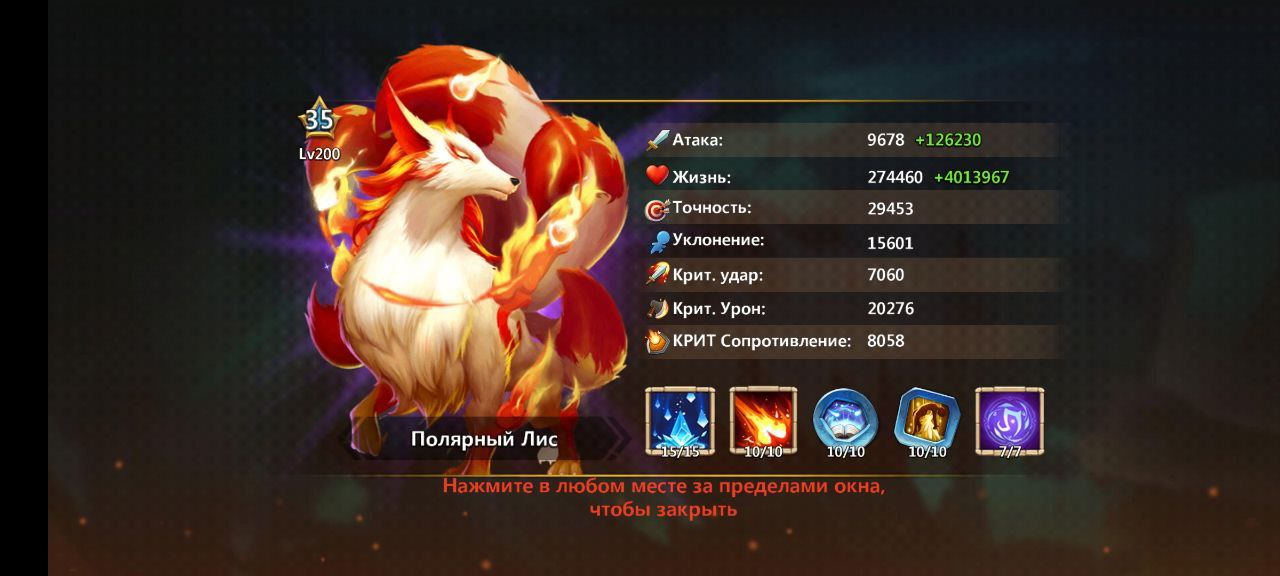 35
Lv200
Атака: 9678 +126230
Жизнь: 274460 +4013967
Точность: 29453
Уклонение: 15601
Крит. удар: 7060
Крит. Урон: 20276
КРИТ Сопротивление: 8058
Полярный Лис
15/15 10/10 10/10 10/10 7/7
Нажмите в любом месте за пределами окна,
чтобы закрыть